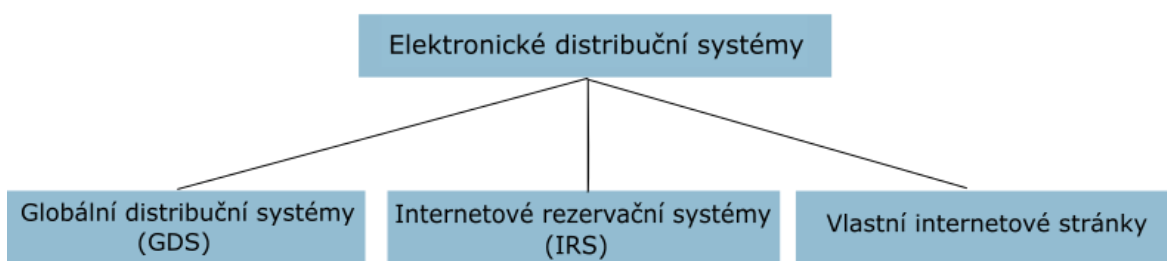 Elektronické distribuční systémy
Globální distribuční systémy
(GDS)
Internetové rezervační systémy
(IRS)
Vlastní internetové stránky